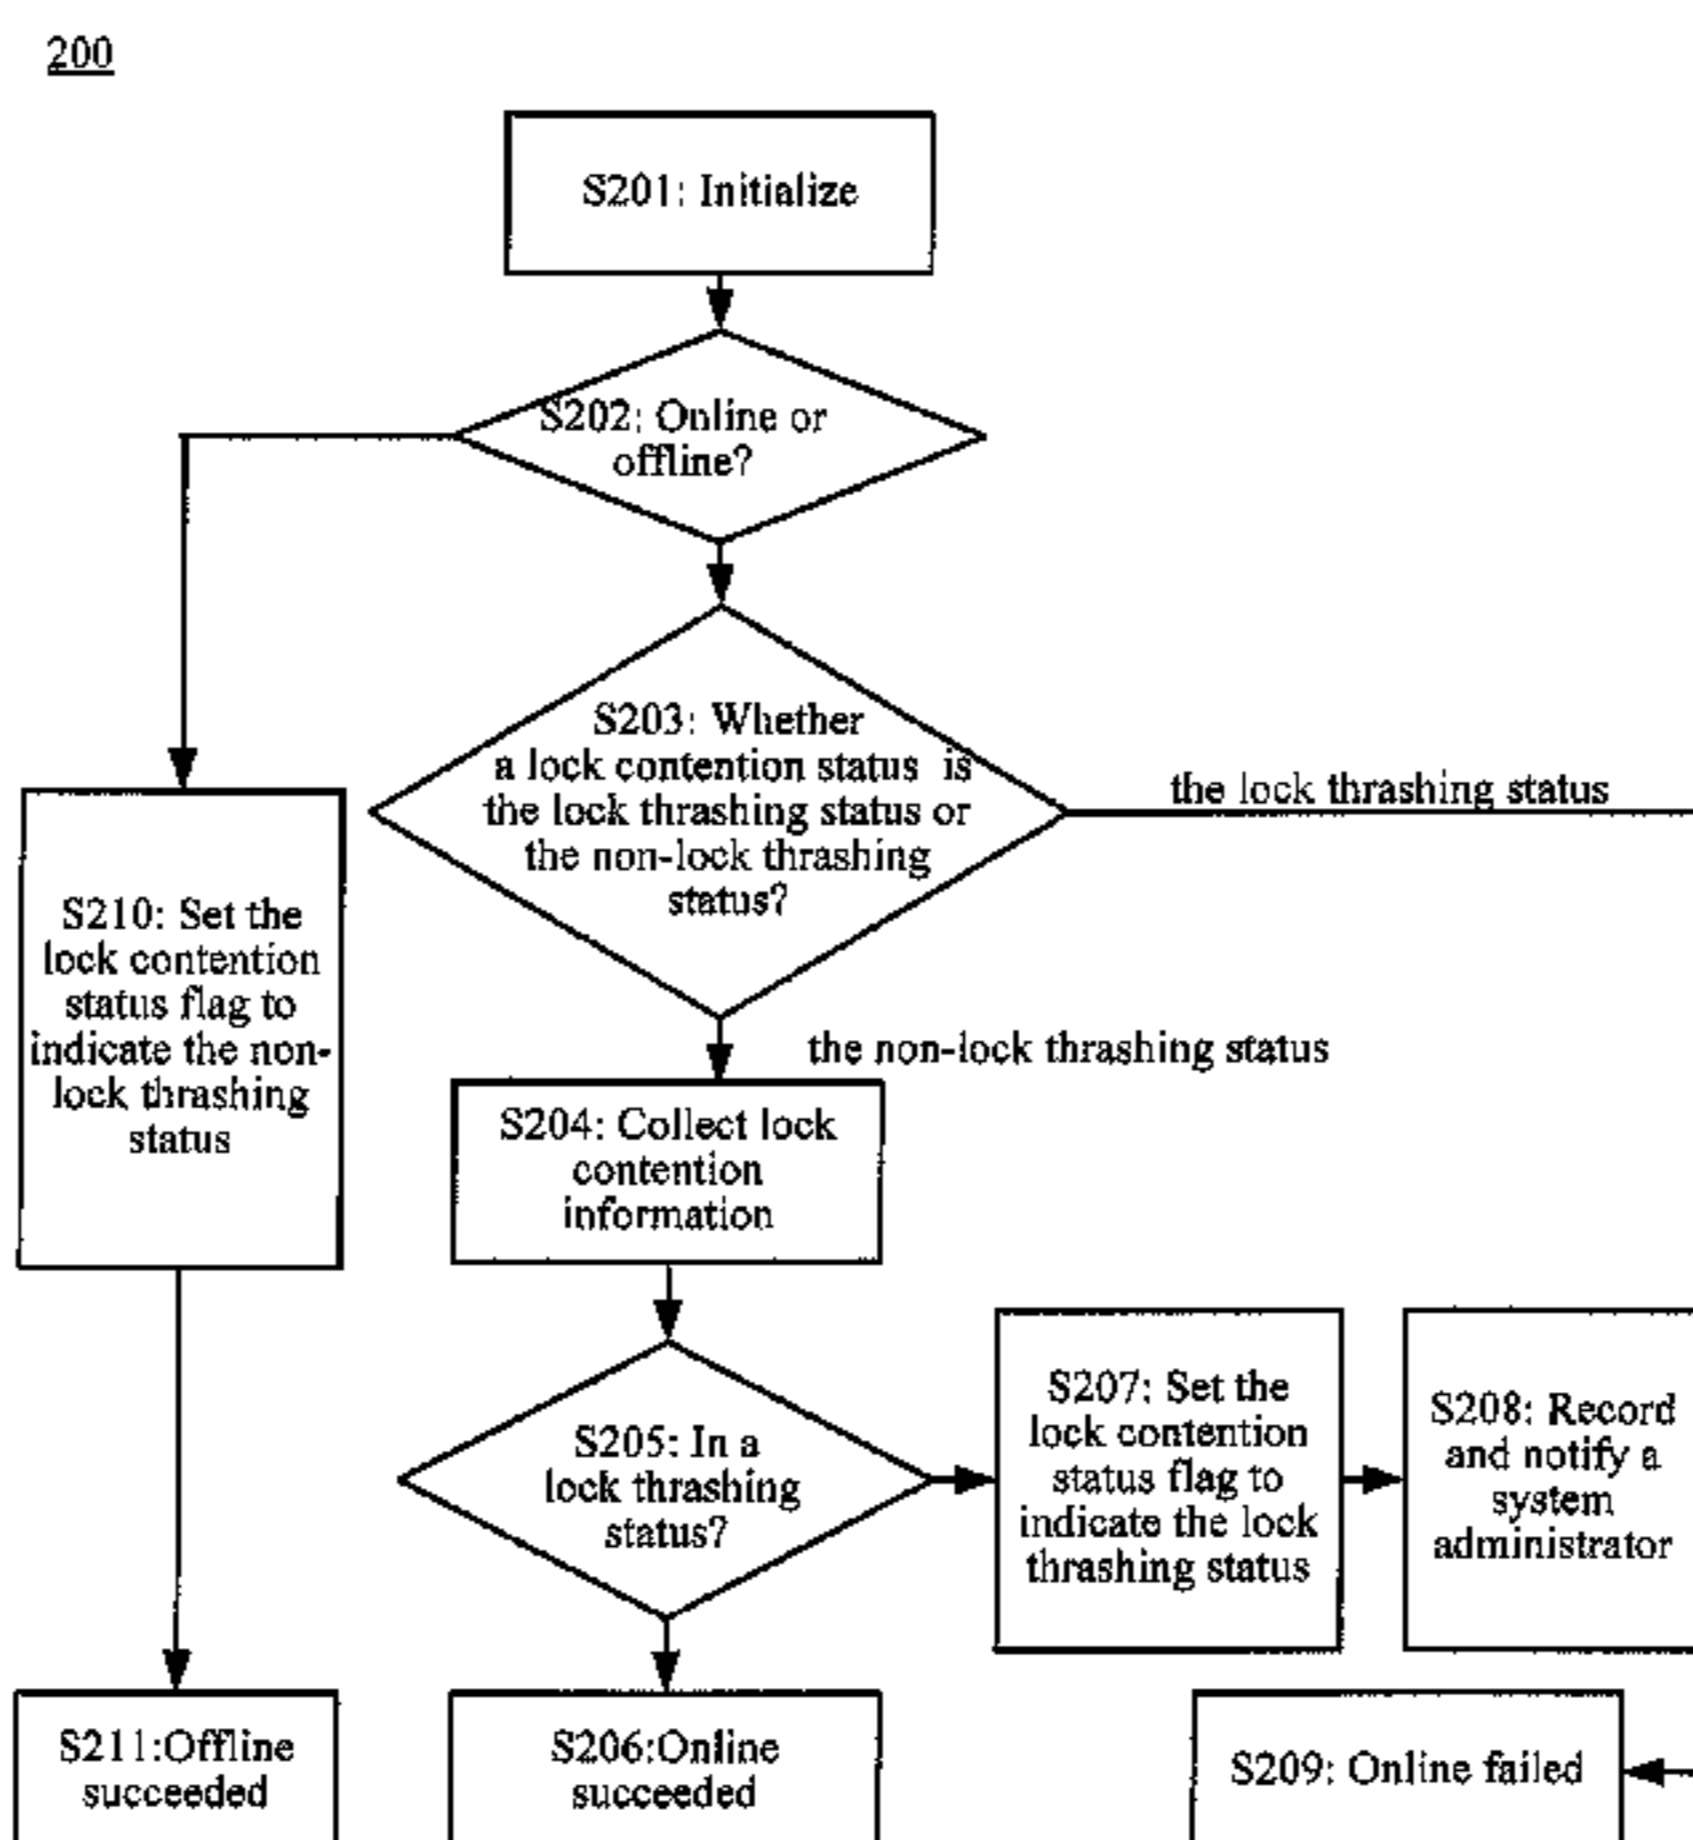 200
S201: Initialize
S202: Online or
offline?
S203: Whether
a lock contention status is
the lock thrashing status or
the non-lock thrashing
status?
the lock thrashing status
the non-lock thrashing status
S210: Set the
lock contention
status flag to
indicate the non-
lock thrashing
status
S204: Collect lock
contention
information
S205: In a
lock thrashing
status?
S207: Set the
lock contention
status flag to
indicate the lock
thrashing status
S208: Record
and notify a
system
administrator
S211:Offline
succeeded
S206:Online
succeeded
S209: Online failed